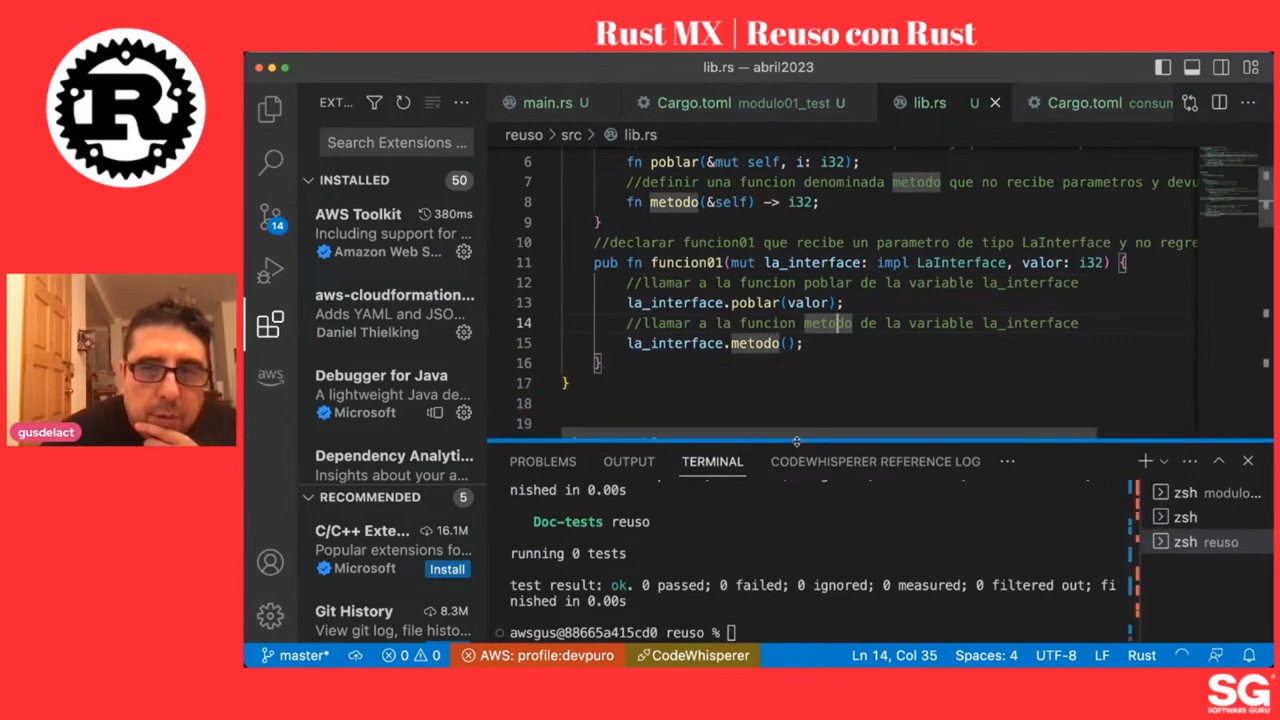 Rust MX | Reuso con Rust
lib.rs — abril2023
EXT...
main.rs U
Cargo.toml modulo01_test U
lib.rs U
Cargo.toml consum
Search Extensions ...
reuso > src > lib.rs
INSTALLED 50
AWS Toolkit 380ms
Including support for ...
Amazon Web S...
14
aws-cloudformation...
Adds YAML and JSO...
Daniel Thielking
aws
Debugger for Java
A lightweight Java de...
Microsoft
Dependency Analyti...
Insights about your a...
RECOMMENDED 5
C/C++ Exte... 16.1M
Popular extensions fo...
Microsoft Install
Git History 8.3M
View git log, file histo...
6 fn poblar(&mut self, i: i32);
7 //definir una funcion denominada metodo que no recibe parametros y devu
8 fn metodo(&self) -> i32;
9 }
10 //declarar funcion01 que recibe un parametro de tipo LaInterface y no regre
11 pub fn funcion01(mut la_interface: impl LaInterface, valor: i32) {
12 //llamar a la funcion poblar de la variable la_interface
13 la_interface.poblar(valor);
14 //llamar a la funcion metodo de la variable la_interface
15 la_interface.metodo();
16 }
17 }
18
19
PROBLEMS OUTPUT TERMINAL CODEWHISPERER REFERENCE LOG
nished in 0.00s
Doc-tests reuso
running 0 tests
test result: ok. 0 passed; 0 failed; 0 ignored; 0 measured; 0 filtered out; fi
nished in 0.00s
awsgus@88665a415cd0 reuso %
zsh modulo...
zsh
zsh reuso
master* 0 0 AWS: profile:devpuro CodeWhisperer Ln 14, Col 35 Spaces: 4 UTF-8 LF Rust
gusdelact
R
SG
SOFTWARE GURU